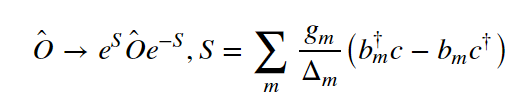 Ô → e^S Ô e^{−S}, S = ∑_m g_m/Δ_m (b_m^† c − b_m c^†)